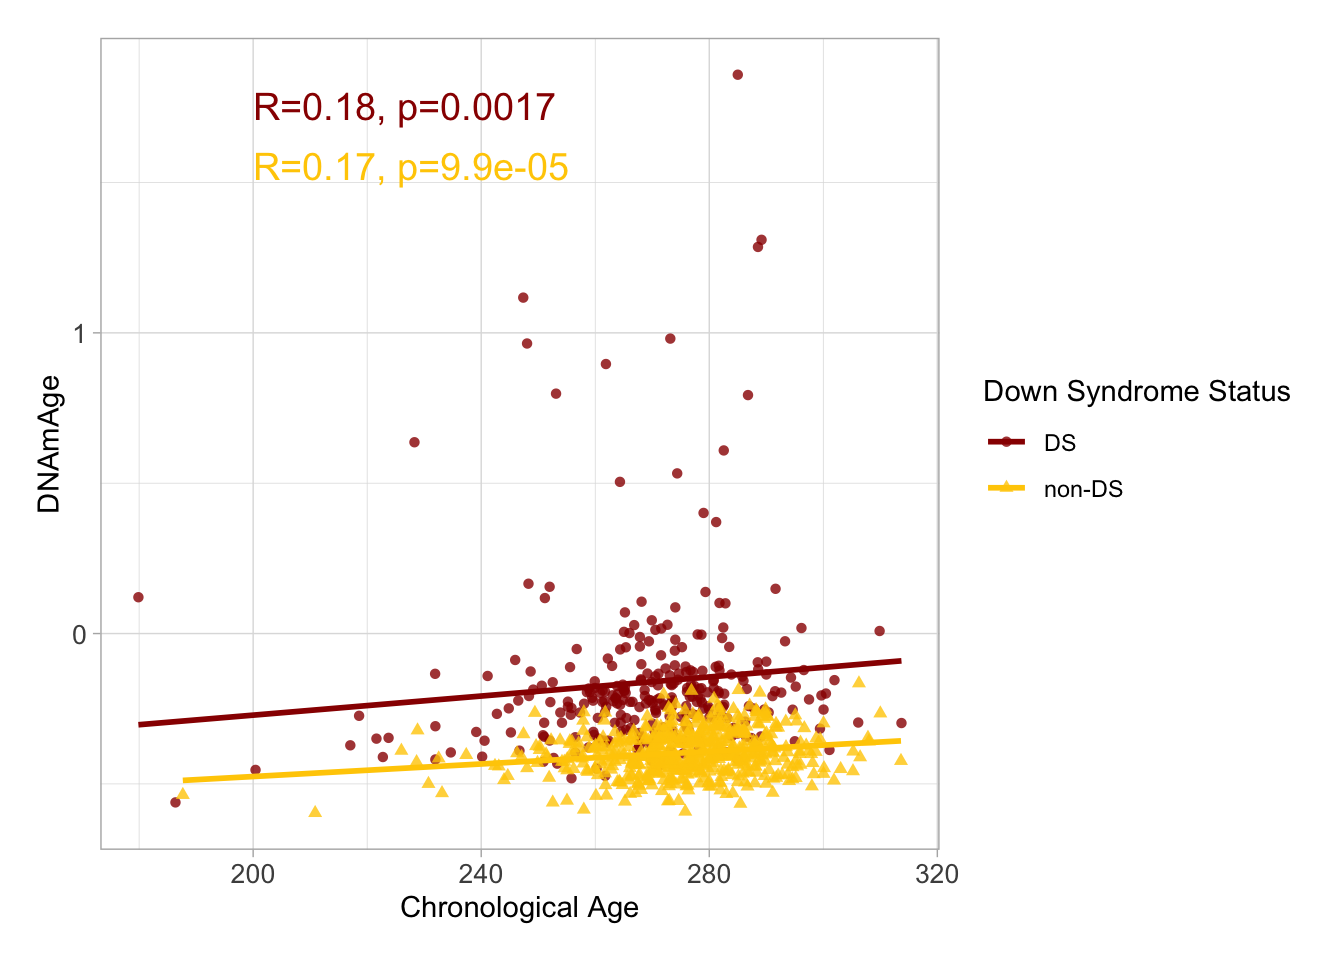 R=0.18, p=0.0017
R=0.17, p=9.9e-05
1
0
DNAmAge
200 240 280 320
Chronological Age
Down Syndrome Status
DS
non-DS